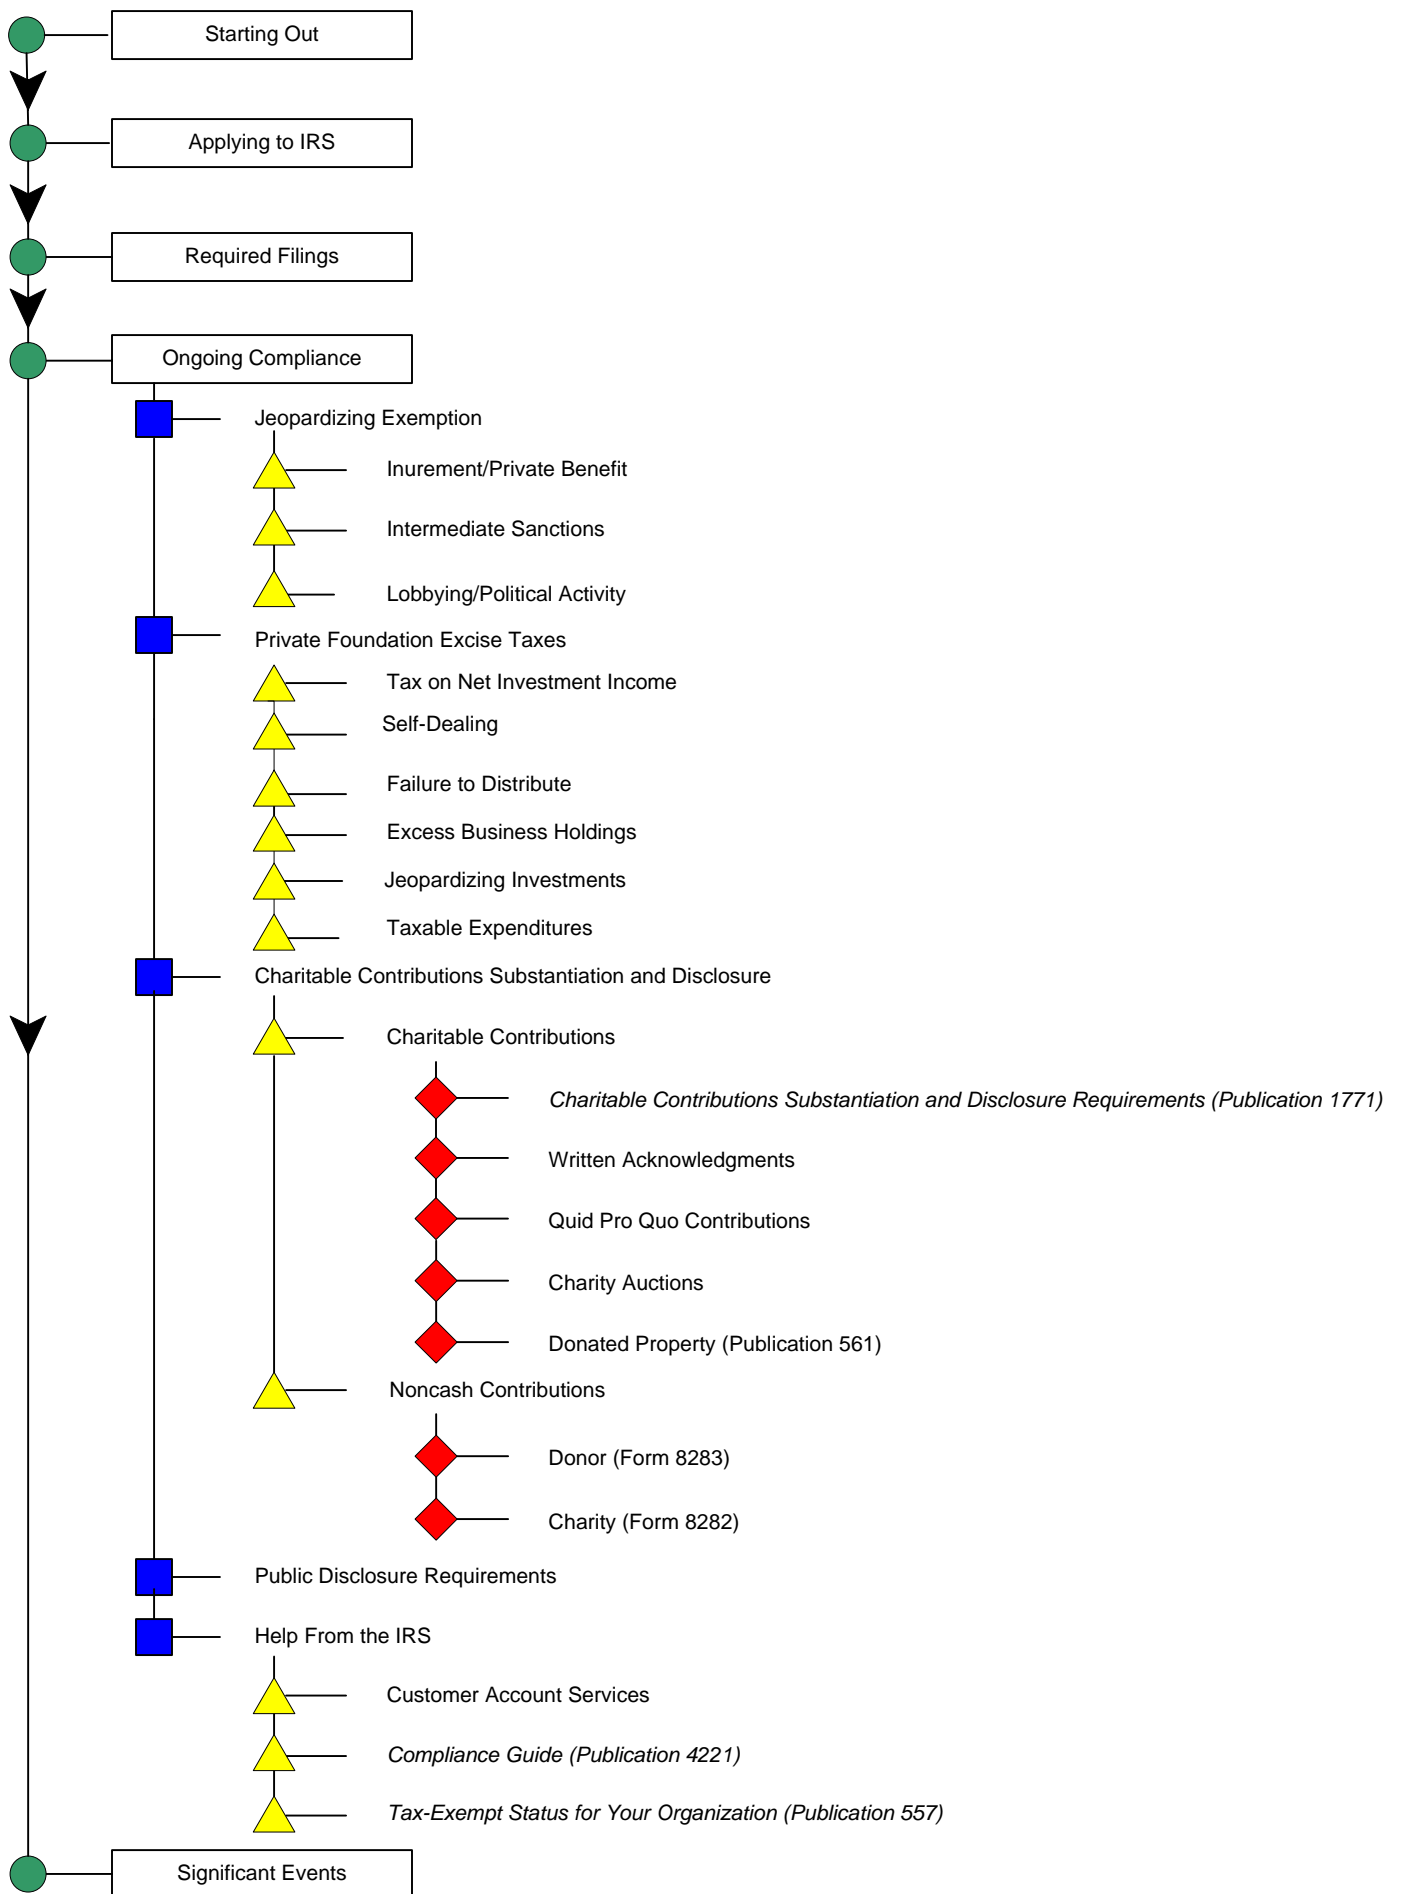 Starting Out
Applying to IRS
Required Filings
Ongoing Compliance
Jeopardizing Exemption
Inurement/Private Benefit
Intermediate Sanctions
Lobbying/Political Activity
Private Foundation Excise Taxes
Tax on Net Investment Income
Self-Dealing
Failure to Distribute
Excess Business Holdings
Jeopardizing Investments
Taxable Expenditures
Charitable Contributions Substantiation and Disclosure
Charitable Contributions
Charitable Contributions Substantiation and Disclosure Requirements (Publication 1771)
Written Acknowledgments
Quid Pro Quo Contributions
Charity Auctions
Donated Property (Publication 561)
Noncash Contributions
Donor (Form 8283)
Charity (Form 8282)
Public Disclosure Requirements
Help From the IRS
Customer Account Services
Compliance Guide (Publication 4221)
Tax-Exempt Status for Your Organization (Publication 557)
Significant Events